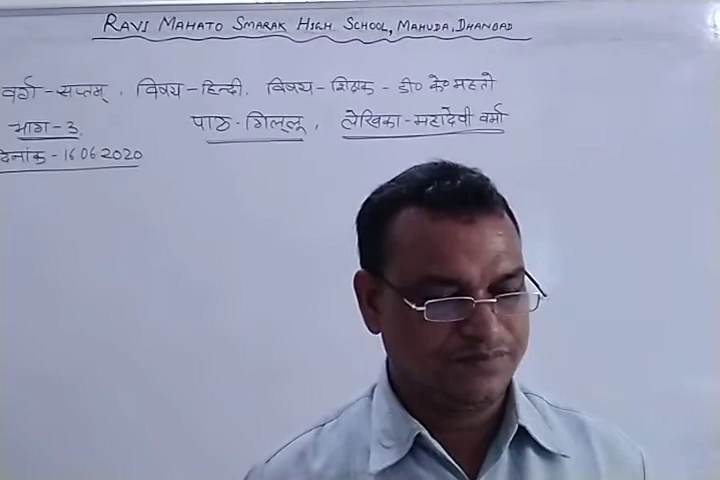 RAVI MAHATO SMARAK HIGH SCHOOL, MAHUDA, DHANBAD
वर्ग - सप्तम्, विषय - हिन्दी, विषय - शिक्षक - डी० के० महतो
भाग - 3, पाठ - गिल्लू, लेखिका - महादेवी वर्मा
दिनांक - 16 06 2020